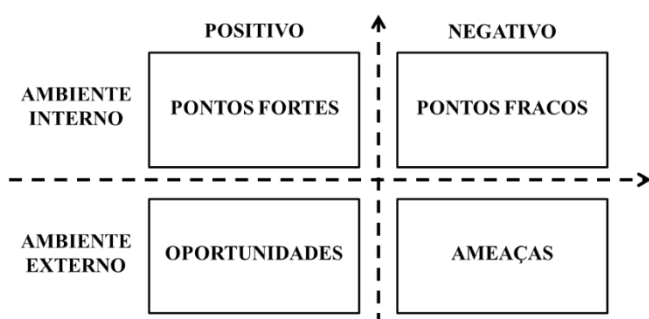 POSITIVO
NEGATIVO
AMBIENTE
INTERNO
PONTOS FORTES
PONTOS FRACOS
AMBIENTE
EXTERNO
OPORTUNIDADES
AMEAÇAS